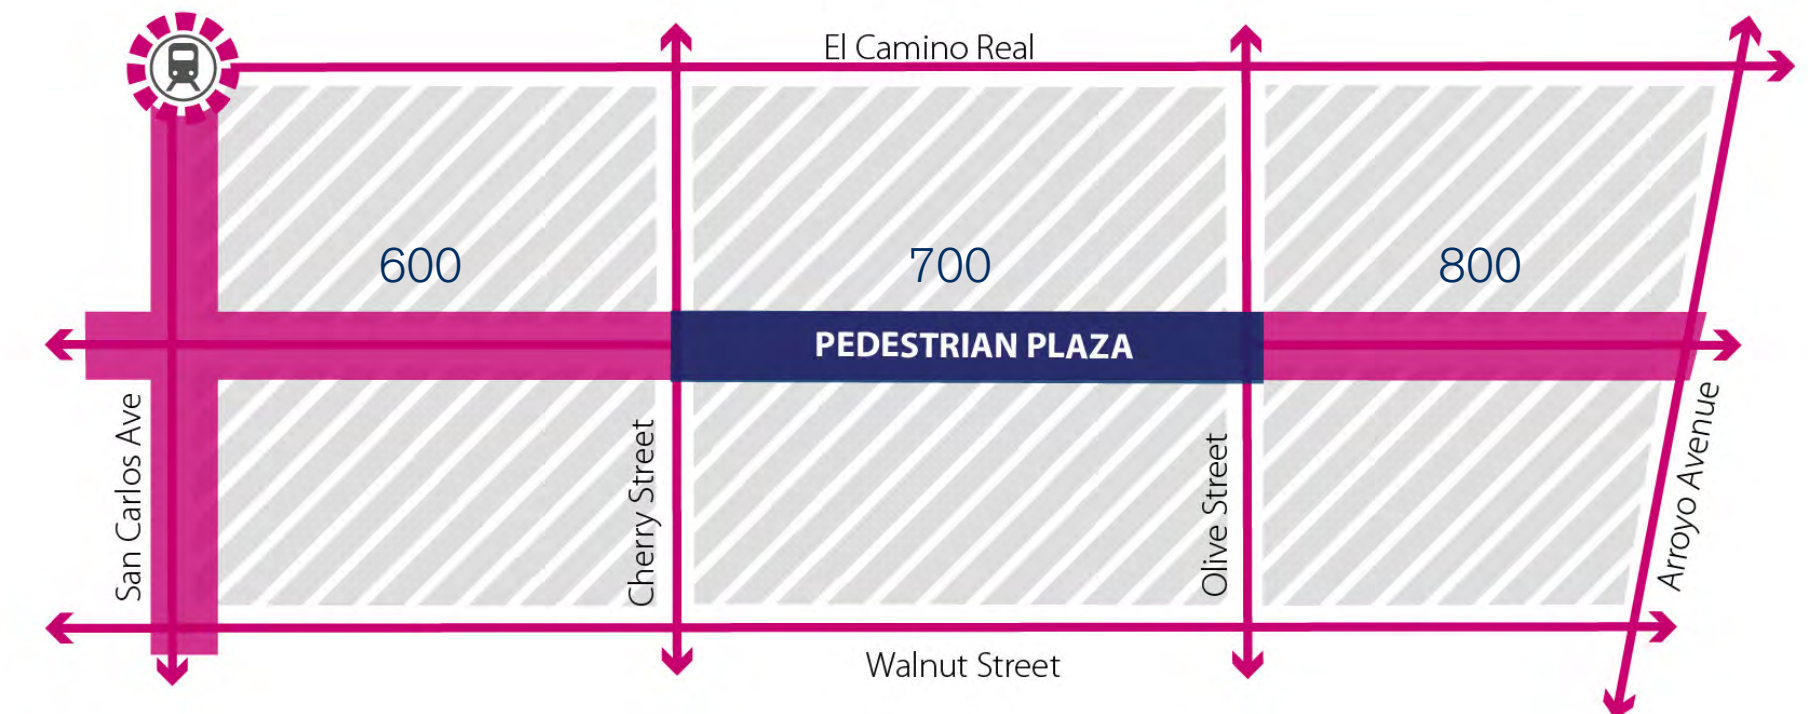 El Camino Real
600
700
800
PEDESTRIAN PLAZA
San Carlos Ave
Cherry Street
Olive Street
Arroyo Avenue
Walnut Street